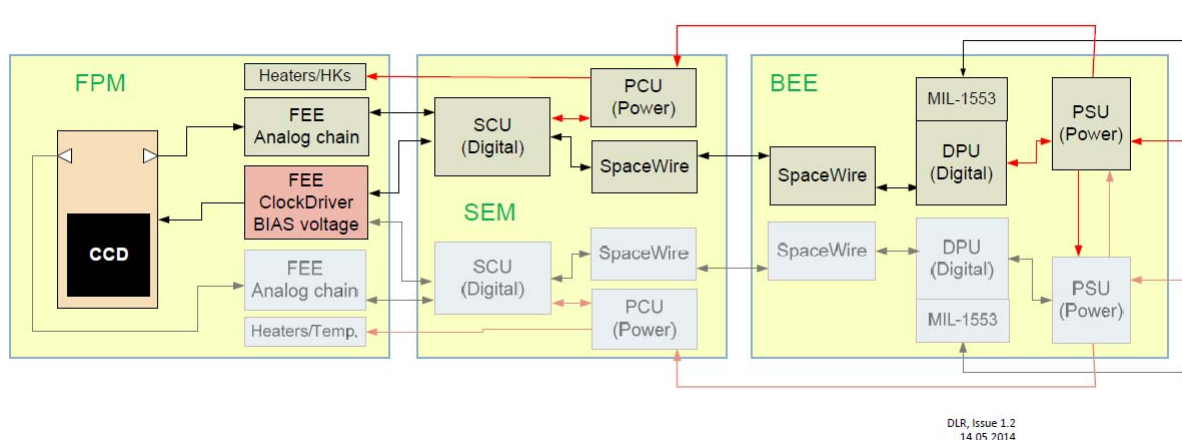 FPM
Heaters/HKs
FEE
Analog chain
FEE
ClockDriver
BIAS voltage
CCD
FEE
Analog chain
Heaters/Temp.
SCU
(Digital)
PCU
(Power)
SpaceWire
SEM
SCU
(Digital)
SpaceWire
PCU
(Power)
BEE
MIL-1553
DPU
(Digital)
PSU
(Power)
SpaceWire
SpaceWire
DPU
(Digital)
MIL-1553
PSU
(Power)
DLR, Issue 1.2
14.05.2014